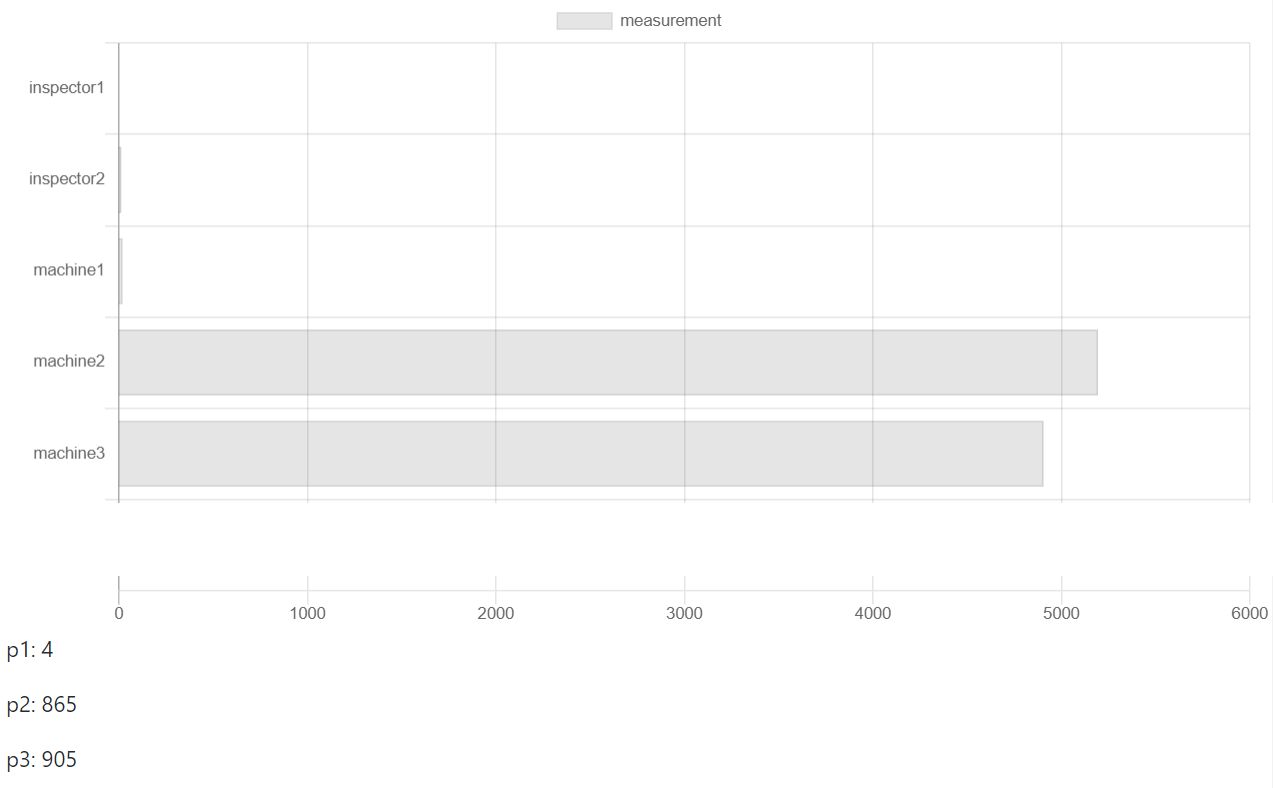 measurement
inspector1
inspector2
machine1
machine2
machine3
0 1000 2000 3000 4000 5000 6000
p1: 4
p2: 865
p3: 905